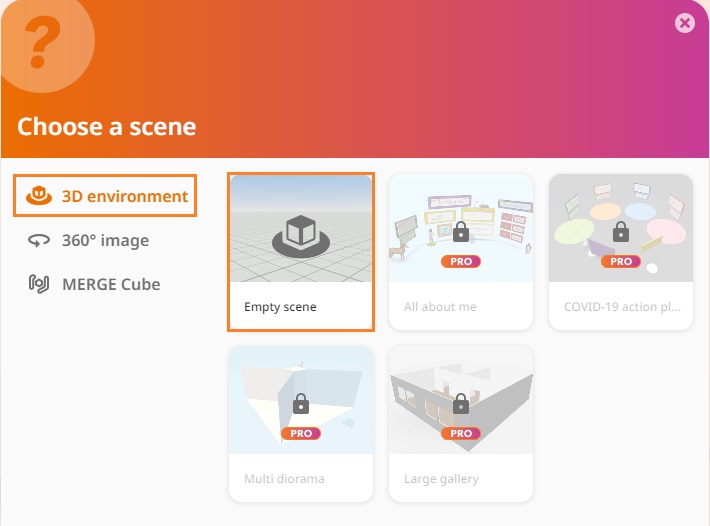 ?
Choose a scene
3D environment
360° image
MERGE Cube
Empty scene
PRO
All about me
PRO
COVID-19 action pl...
PRO
Multi diorama
PRO
Large gallery